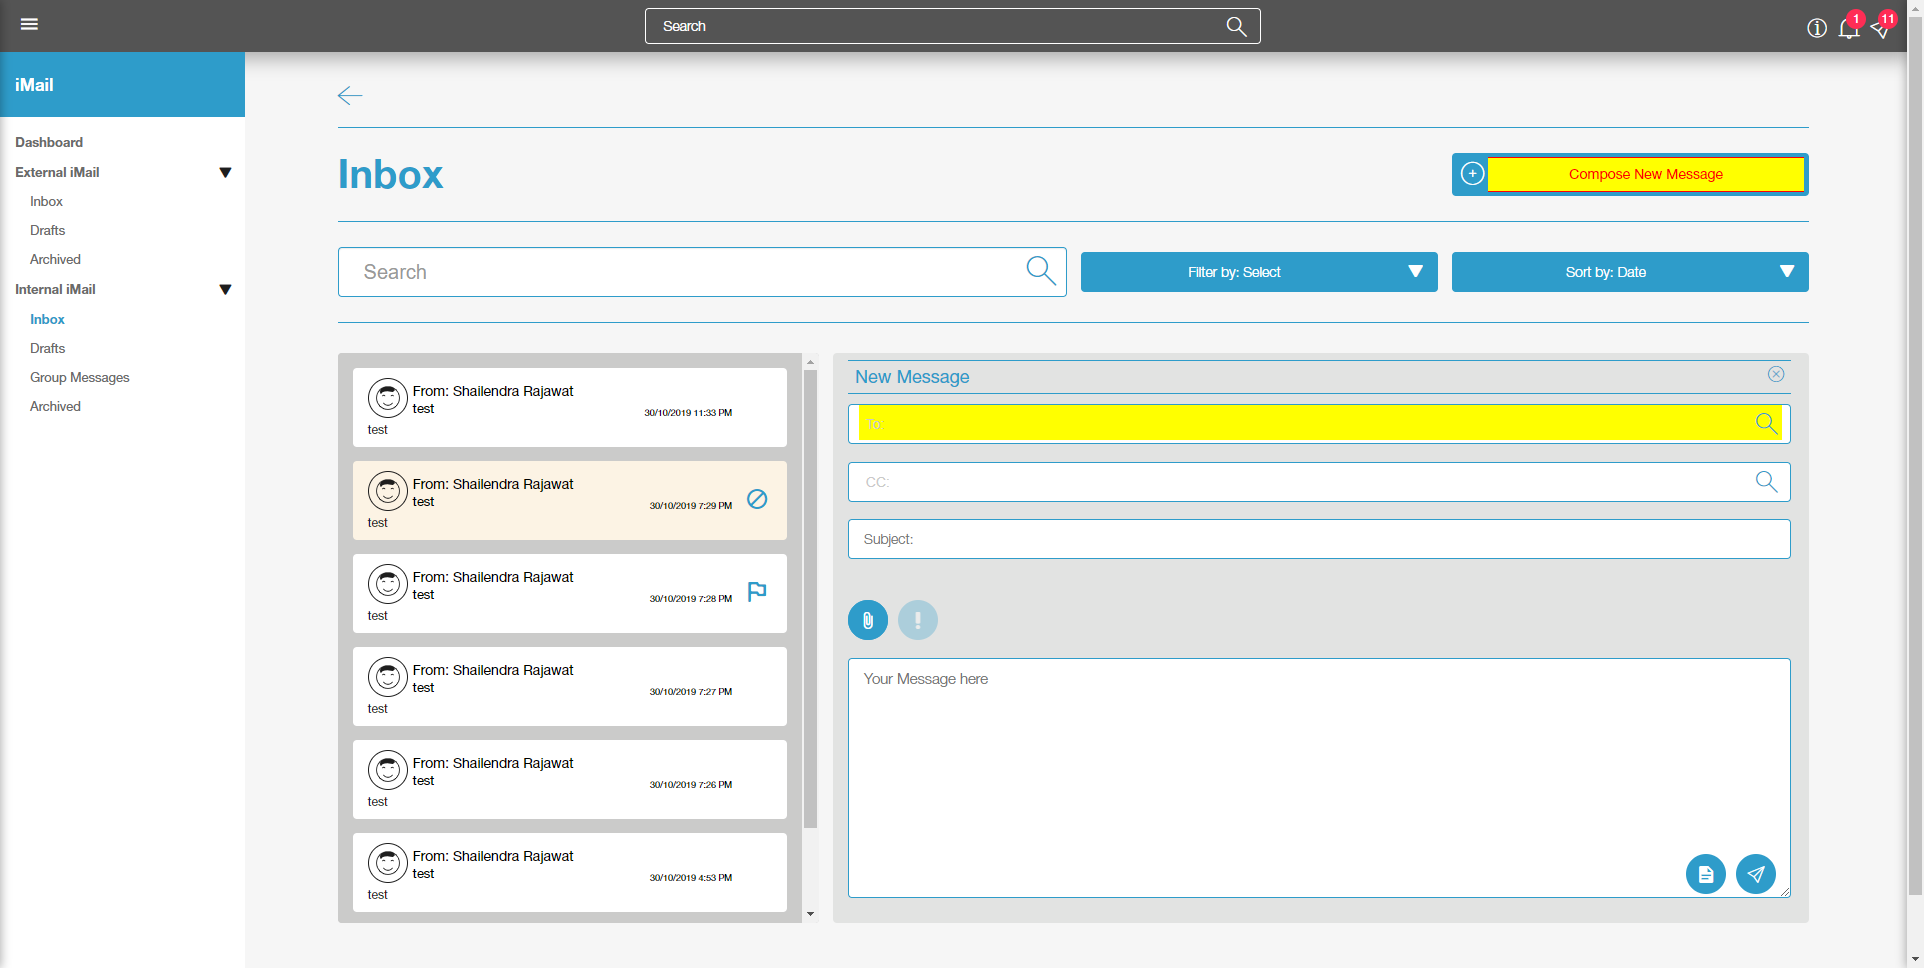 Search
1
11
iMail
Dashboard
External iMail
Inbox
Drafts
Archived
Internal iMail
Inbox
Drafts
Group Messages
Archived
Inbox
Compose New Message
Search
Filter by: Select
Sort by: Date
From: Shailendra Rajawat
test
30/10/2019 11:33 PM
test
From: Shailendra Rajawat
test
30/10/2019 7:29 PM
test
From: Shailendra Rajawat
test
30/10/2019 7:28 PM
test
From: Shailendra Rajawat
test
30/10/2019 7:27 PM
test
From: Shailendra Rajawat
test
30/10/2019 7:26 PM
test
From: Shailendra Rajawat
test
30/10/2019 4:53 PM
test
New Message
To:
CC:
Subject:
Your Message here